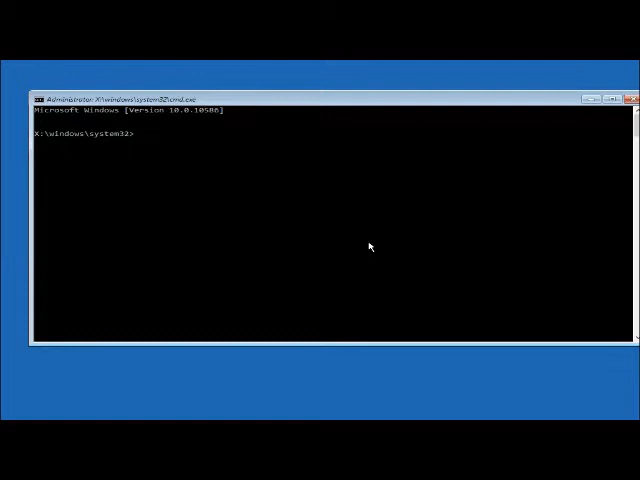 Administrator: X:\windows\system32\cmd.exe
Microsoft Windows [Version 10.0.10586]
X:\windows\system32>